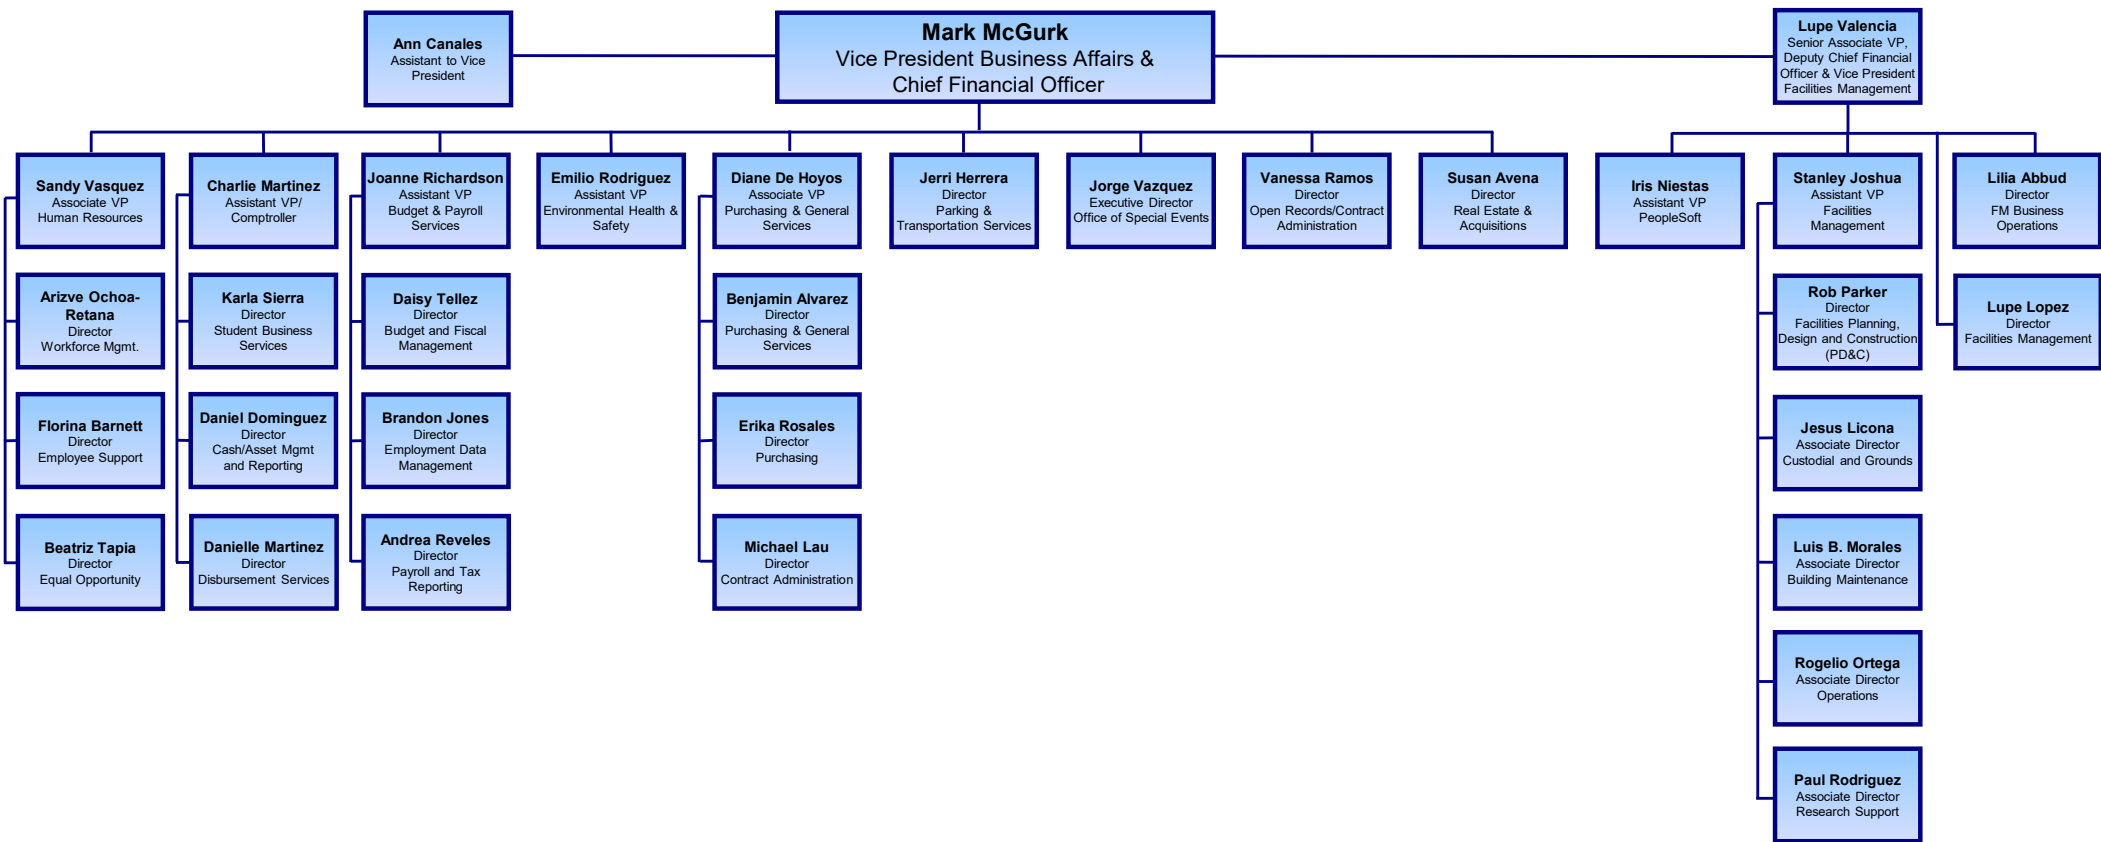 Ann Canales
Assistant to Vice
President
Mark McGurk
Vice President Business Affairs &
Chief Financial Officer
Lupe Valencia
Senior Associate VP,
Deputy Chief Financial
Officer & Vice President
Facilities Management
Sandy Vasquez
Associate VP
Human Resources
Charlie Martinez
Assistant VP/
Comptroller
Joanne Richardson
Assistant VP
Budget & Payroll
Services
Emilio Rodriguez
Assistant VP
Environmental Health &
Safety
Diane De Hoyos
Associate VP
Purchasing & General
Services
Jerri Herrera
Director
Parking &
Transportation Services
Jorge Vazquez
Executive Director
Office of Special Events
Vanessa Ramos
Director
Open Records/Contract
Administration
Susan Avena
Director
Real Estate &
Acquisitions
Iris Niestas
Assistant VP
PeopleSoft
Stanley Joshua
Assistant VP
Facilities
Management
Lilia Abbud
Director
FM Business
Operations
Arizve Ochoa-
Retana
Director
Workforce Mgmt.
Karla Sierra
Director
Student Business
Services
Daisy Tellez
Director
Budget and Fiscal
Management
Benjamin Alvarez
Director
Purchasing & General
Services
Rob Parker
Director
Facilities Planning,
Design and Construction
(PD&C)
Lupe Lopez
Director
Facilities Management
Florina Barnett
Director
Employee Support
Daniel Dominguez
Director
Cash/Asset Mgmt
and Reporting
Brandon Jones
Director
Employment Data
Management
Erika Rosales
Director
Purchasing
Jesus Licona
Associate Director
Custodial and Grounds
Beatriz Tapia
Director
Equal Opportunity
Danielle Martinez
Director
Disbursement Services
Andrea Reveles
Director
Payroll and Tax
Reporting
Michael Lau
Director
Contract Administration
Luis B. Morales
Associate Director
Building Maintenance
Rogelio Ortega
Associate Director
Operations
Paul Rodriguez
Associate Director
Research Support